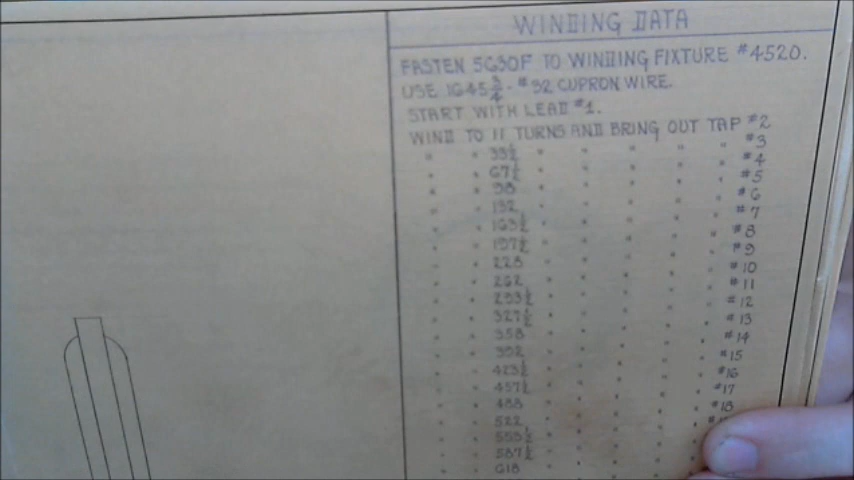 WINDING DATA
FASTEN 5G30F TO WINDING FIXTURE #4520.
USE 1645 3/4 - #32 CUPRON WIRE.
START WITH LEAD #1.
WIND TO 11 TURNS AND BRING OUT TAP #2
" " 33½ " " " " " #3
" " 67½ " " " " " #4
" " 98 " " " " " #5
" " 132 " " " " " #6
" " 163½ " " " " " #7
" " 197½ " " " " " #8
" " 228 " " " " " #9
" " 262 " " " " " #10
" " 293½ " " " " " #11
" " 327½ " " " " " #12
" " 358 " " " " " #13
" " 392 " " " " " #14
" " 423½ " " " " " #15
" " 457½ " " " " " #16
" " 488 " " " " " #17
" " 522 " " " " " #18
" " 553½ " " " "
" " 587½ " " " "
" " 618 " " " "